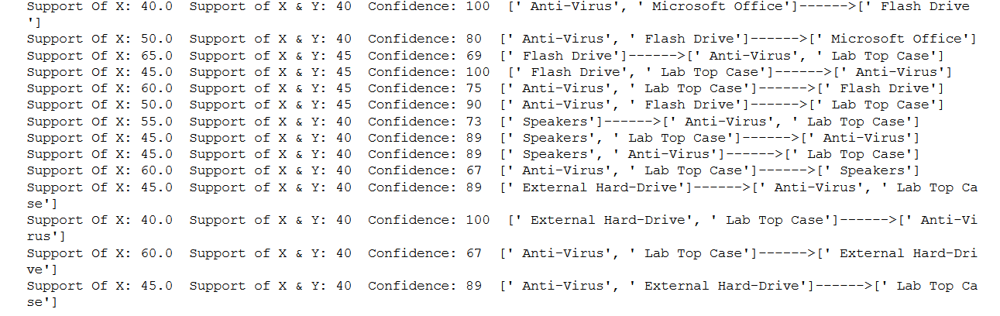 Support Of X: 40.0  Support of X & Y: 40  Confidence: 100  [' Anti-Virus', ' Microsoft Office']------>[' Flash Drive
']
Support Of X: 50.0  Support of X & Y: 40  Confidence: 80  [' Anti-Virus', ' Flash Drive']------>[' Microsoft Office']
Support Of X: 65.0  Support of X & Y: 45  Confidence: 69  [' Flash Drive']------>[' Anti-Virus', ' Lab Top Case']
Support Of X: 45.0  Support of X & Y: 45  Confidence: 100  [' Flash Drive', ' Lab Top Case']------>[' Anti-Virus']
Support Of X: 60.0  Support of X & Y: 45  Confidence: 75  [' Anti-Virus', ' Lab Top Case']------>[' Flash Drive']
Support Of X: 50.0  Support of X & Y: 45  Confidence: 90  [' Anti-Virus', ' Flash Drive']------>[' Lab Top Case']
Support Of X: 55.0  Support of X & Y: 40  Confidence: 73  [' Speakers']------>[' Anti-Virus', ' Lab Top Case']
Support Of X: 45.0  Support of X & Y: 40  Confidence: 89  [' Speakers', ' Lab Top Case']------>[' Anti-Virus']
Support Of X: 45.0  Support of X & Y: 40  Confidence: 89  [' Speakers', ' Anti-Virus']------>[' Lab Top Case']
Support Of X: 60.0  Support of X & Y: 40  Confidence: 67  [' Anti-Virus', ' Lab Top Case']------>[' Speakers']
Support Of X: 45.0  Support of X & Y: 40  Confidence: 89  [' External Hard-Drive']------>[' Anti-Virus', ' Lab Top Ca
se']
Support Of X: 40.0  Support of X & Y: 40  Confidence: 100  [' External Hard-Drive', ' Lab Top Case']------>[' Anti-Vi
rus']
Support Of X: 60.0  Support of X & Y: 40  Confidence: 67  [' Anti-Virus', ' Lab Top Case']------>[' External Hard-Dri
ve']
Support Of X: 45.0  Support of X & Y: 40  Confidence: 89  [' Anti-Virus', ' External Hard-Drive']------>[' Lab Top Ca
se']